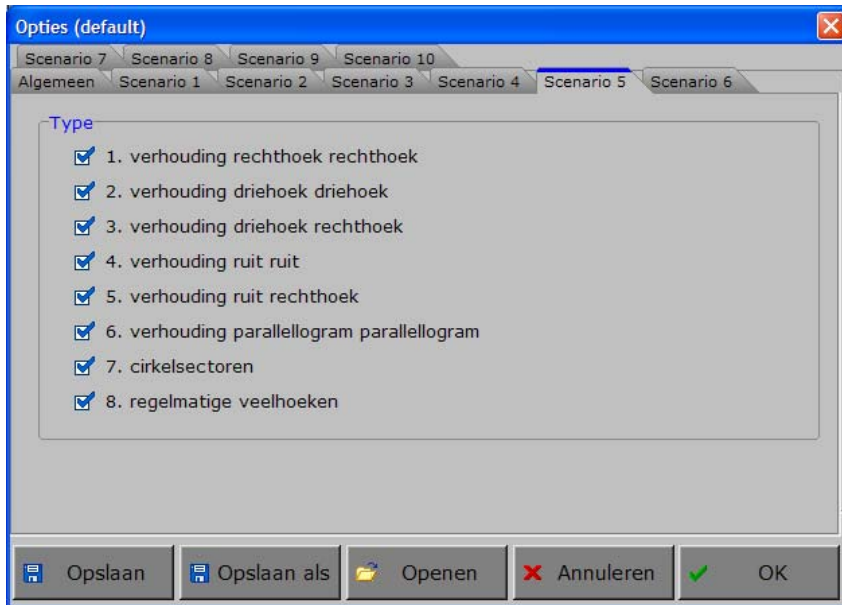 Opties (default)
Scenario 7 Scenario 8 Scenario 9 Scenario 10
Algemeen Scenario 1 Scenario 2 Scenario 3 Scenario 4 Scenario 5 Scenario 6
Type
1. verhouding rechthoek rechthoek
2. verhouding driehoek driehoek
3. verhouding driehoek rechthoek
4. verhouding ruit ruit
5. verhouding ruit rechthoek
6. verhouding parallellogram parallellogram
7. cirkelsectoren
8. regelmatige veelhoeken
Opslaan Opslaan als Openen Annuleren OK